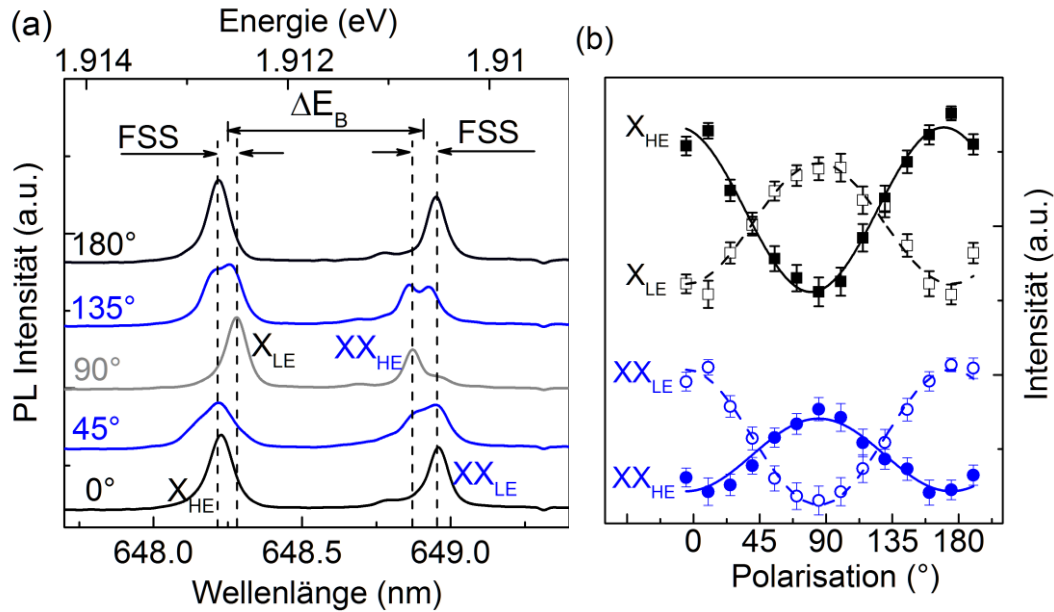 (a)
Energie (eV)
1.914 1.912 1.91
ΔE_B
FSS FSS
180°
135°
X_LE XX_HE
90°
45°
0°
X_HE
XX_LE
PL Intensität (a.u.)
648.0 648.5 649.0
Wellenlänge (nm)
(b)
X_HE
X_LE
XX_LE
XX_HE
Intensität (a.u.)
0 45 90 135 180
Polarisation (°)